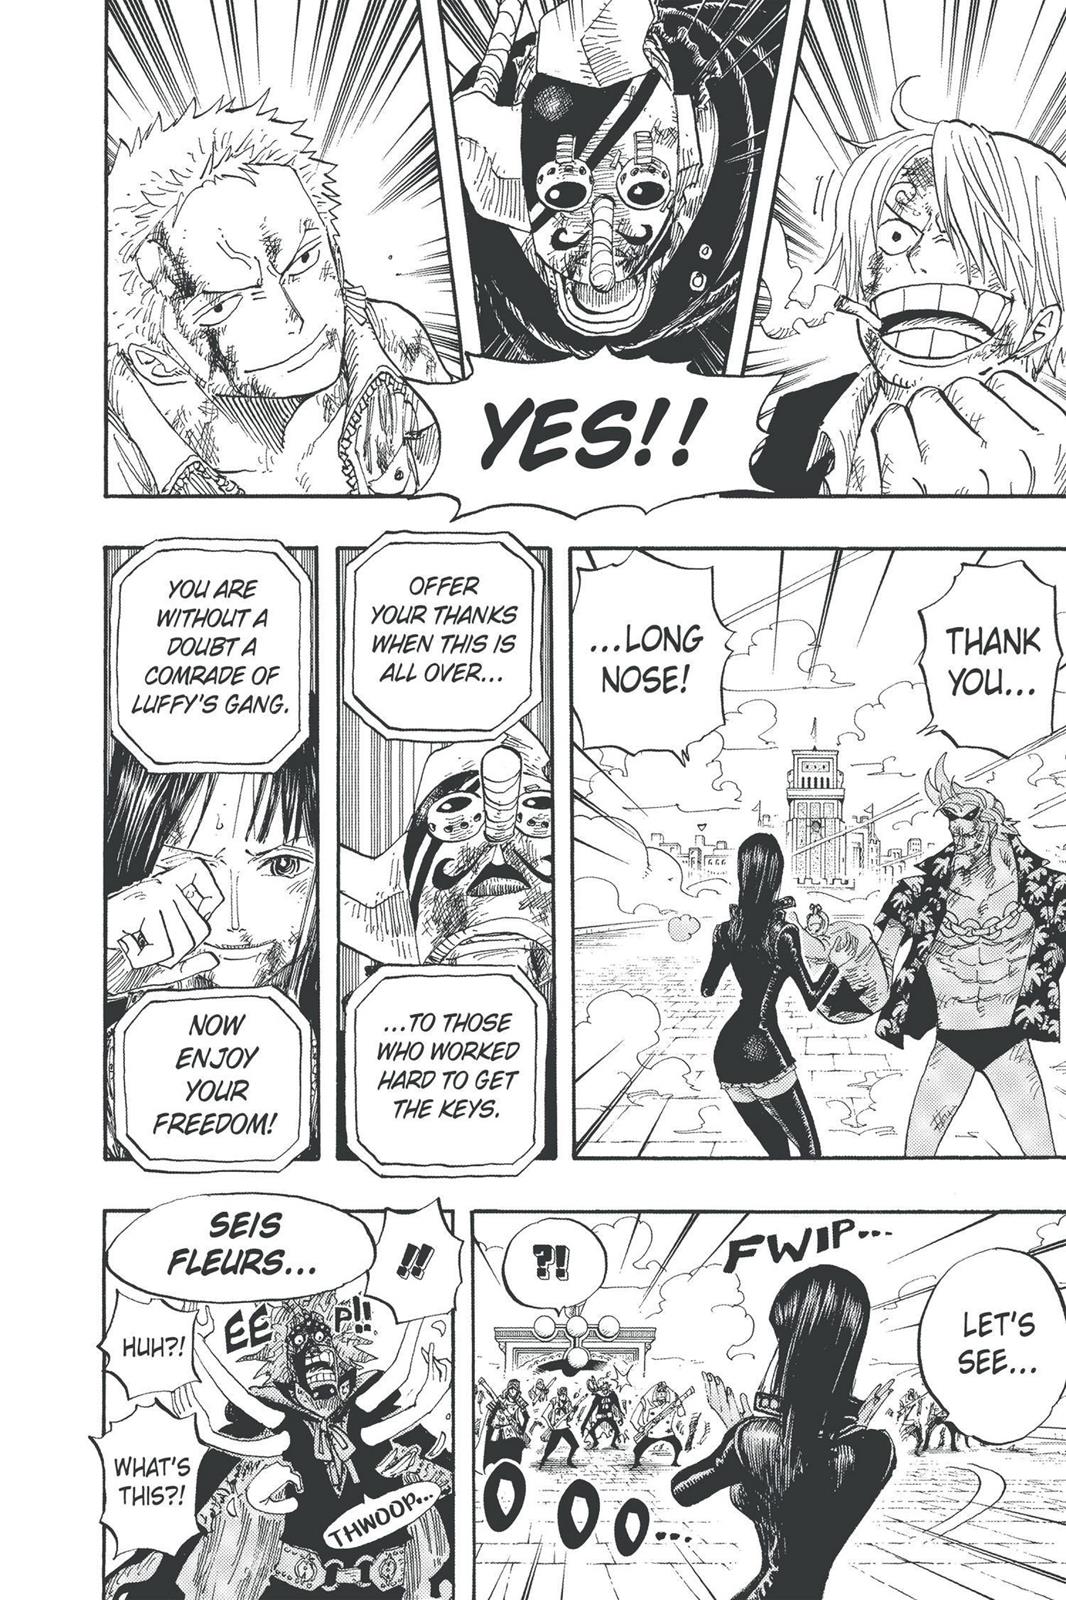 YES!!
THANK
YOU...
...LONG
NOSE!
OFFER
YOUR THANKS
WHEN THIS IS
ALL OVER...
...TO THOSE
WHO WORKED
HARD TO GET
THE KEYS.
YOU ARE
WITHOUT A
DOUBT A
COMRADE OF
LUFFY'S GANG.
NOW
ENJOY
YOUR
FREEDOM!
LET'S
SEE...
FWIP...
?!
OOO...
!!
SEIS
FLEURS...
EE
P!!
HUH?!
WHAT'S
THIS?!
THWOOP...